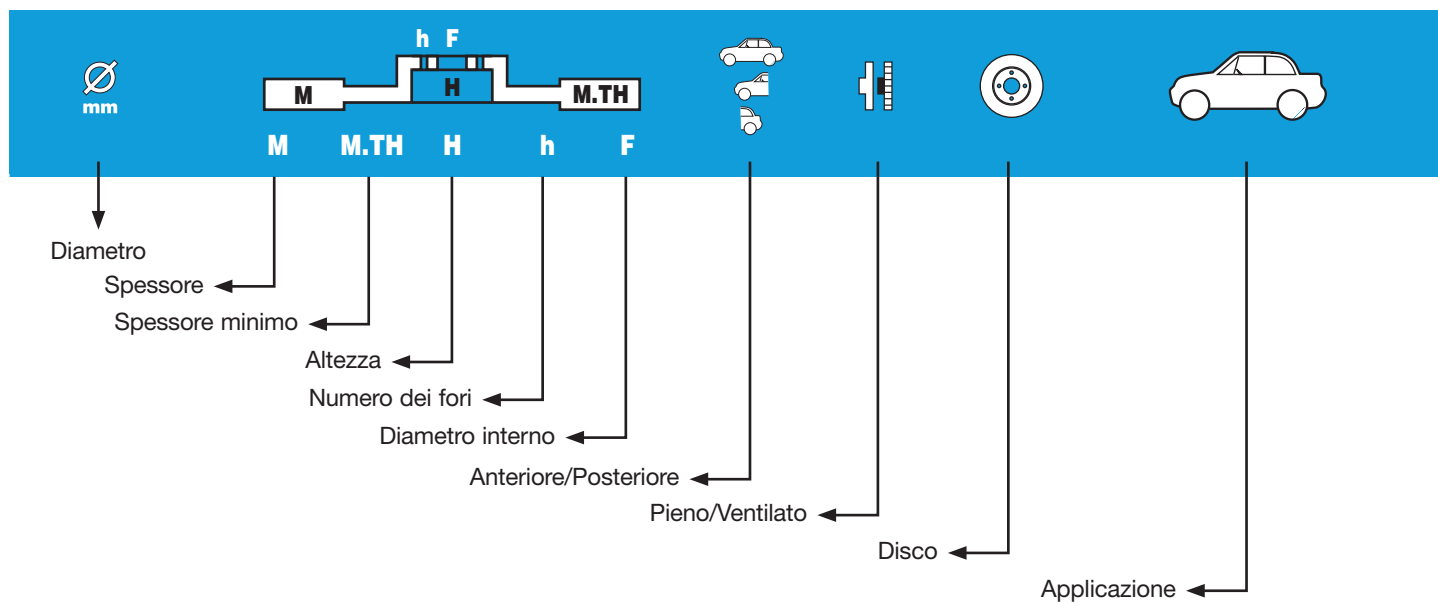 h F
Ø
mm
M H M.TH
M M.TH H h F
Diametro
Spessore
Spessore minimo
Altezza
Numero dei fori
Diametro interno
Anteriore/Posteriore
Pieno/Ventilato
Disco
Applicazione